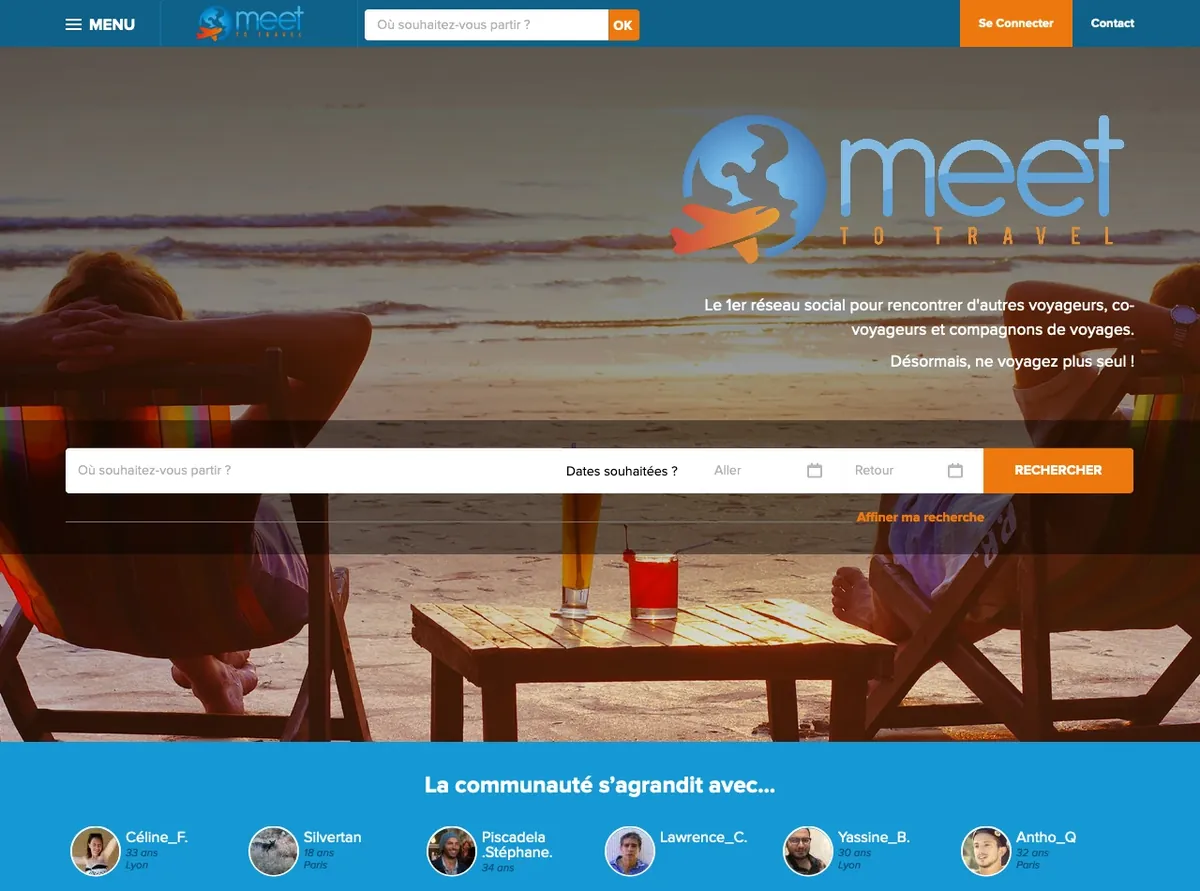 MENU
meet
TO TRAVEL
Où souhaitez-vous partir ?
OK
Se Connecter
Contact
meet
TO TRAVEL
Le 1er réseau social pour rencontrer d'autres voyageurs, co-
voyageurs et compagnons de voyages.
Désormais, ne voyagez plus seul !
Où souhaitez-vous partir ?
Dates souhaitées ?
Aller
Retour
RECHERCHER
Affiner ma recherche
La communauté s’agrandit avec...
Céline_F.
33 ans
Lyon
Silvertan
18 ans
Paris
Piscadela
.Stéphane.
34 ans
Lawrence_C.
Yassine_B.
30 ans
Lyon
Antho_Q
32 ans
Paris